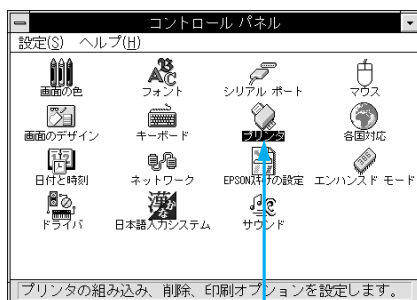 コントロール パネル
設定(S) ヘルプ(H)
画面の色 フォント シリアル ポート マウス
画面のデザイン キーボード プリンタ 各国対応
日付と時刻 ネットワーク EPSONｽｷｬﾅの設定 エンハンスド モード
ドライバ 日本語入力システム サウンド
プリンタの組み込み、削除、印刷オプションを設定します。